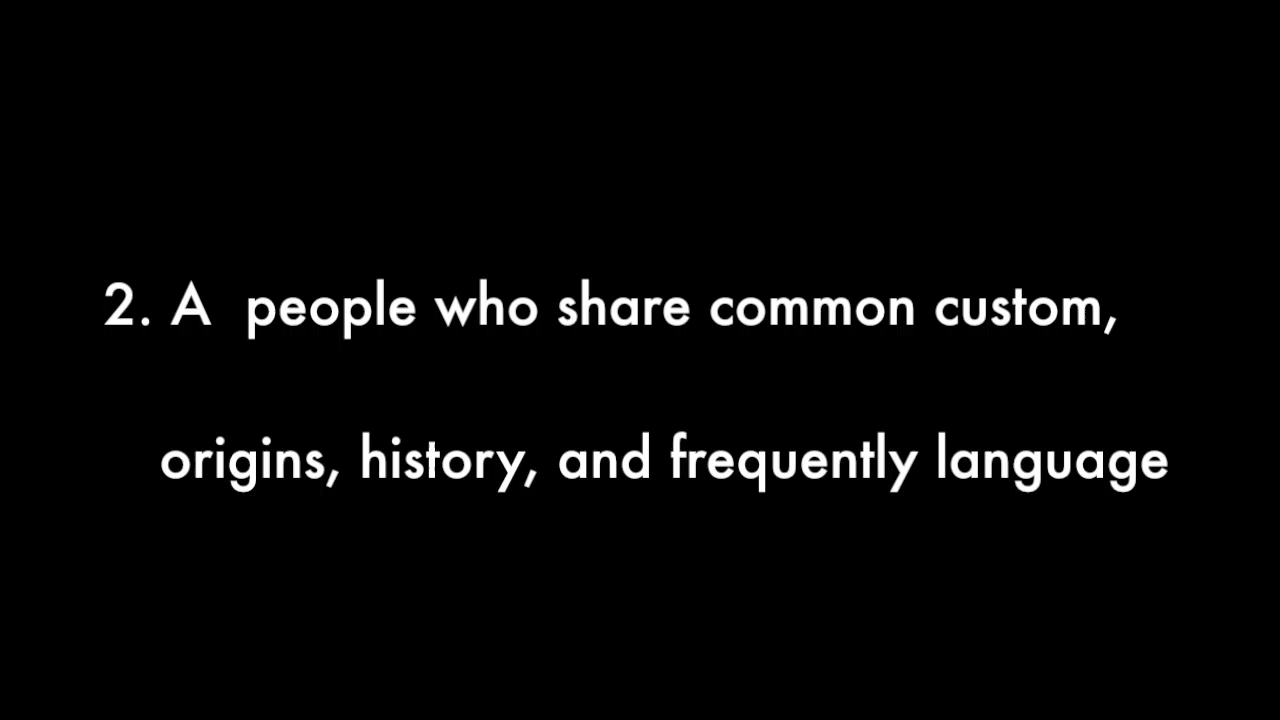 2. A  people who share common custom,
origins, history, and frequently language